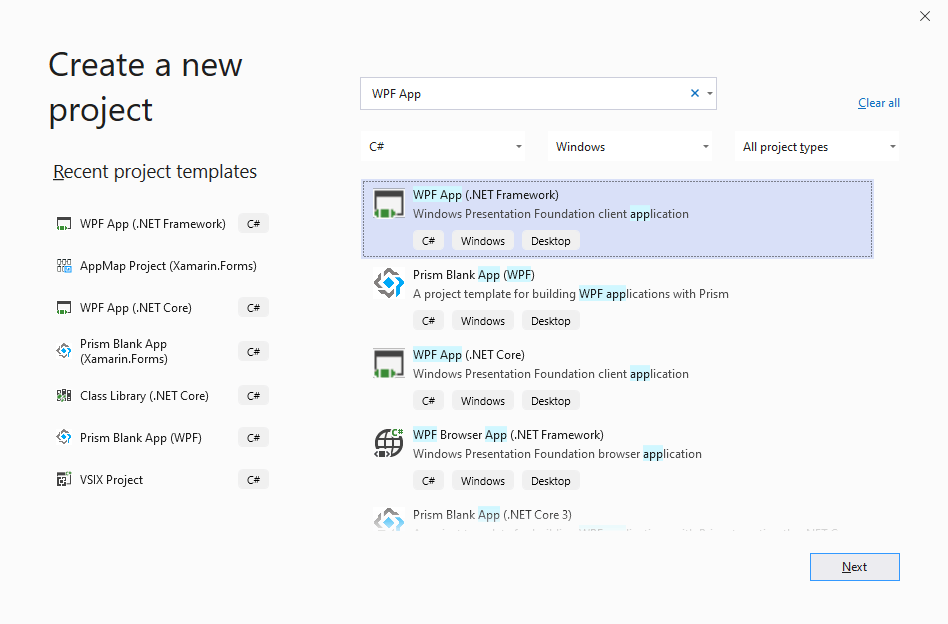 Create a new
project
Recent project templates
WPF App (.NET Framework) C#
AppMap Project (Xamarin.Forms)
WPF App (.NET Core) C#
Prism Blank App
(Xamarin.Forms) C#
Class Library (.NET Core) C#
Prism Blank App (WPF) C#
VSIX Project C#
WPF App
Clear all
C# Windows All project types
WPF App (.NET Framework)
Windows Presentation Foundation client application
C# Windows Desktop
Prism Blank App (WPF)
A project template for building WPF applications with Prism
C# Windows Desktop
WPF App (.NET Core)
Windows Presentation Foundation client application
C# Windows Desktop
WPF Browser App (.NET Framework)
Windows Presentation Foundation browser application
C# Windows Desktop
Prism Blank App (.NET Core 3)
Next